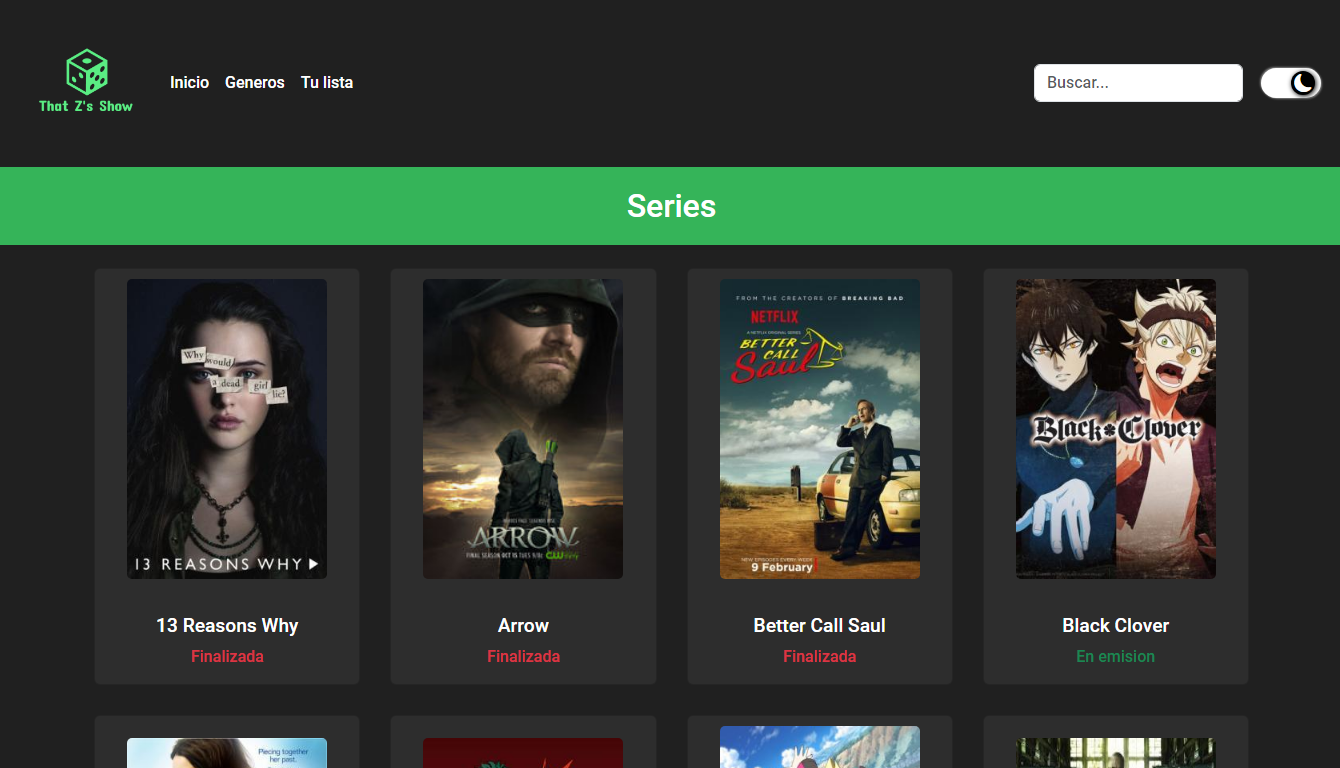 That Z's Show
Inicio
Generos
Tu lista
Buscar...
Series
Why would
a dead girl
lie?
13 REASONS WHY
ARROW
FINAL SEASON OCT 15 TUES 9/8c CW
FROM THE CREATORS OF BREAKING BAD
NETFLIX
A NETFLIX ORIGINAL SERIES
BETTER
CALL
Saul
NEW EPISODES EVERY WEEK
9 February
Black Clover
13 Reasons Why
Finalizada
Arrow
Finalizada
Better Call Saul
Finalizada
Black Clover
En emision
Piecing together
her past.